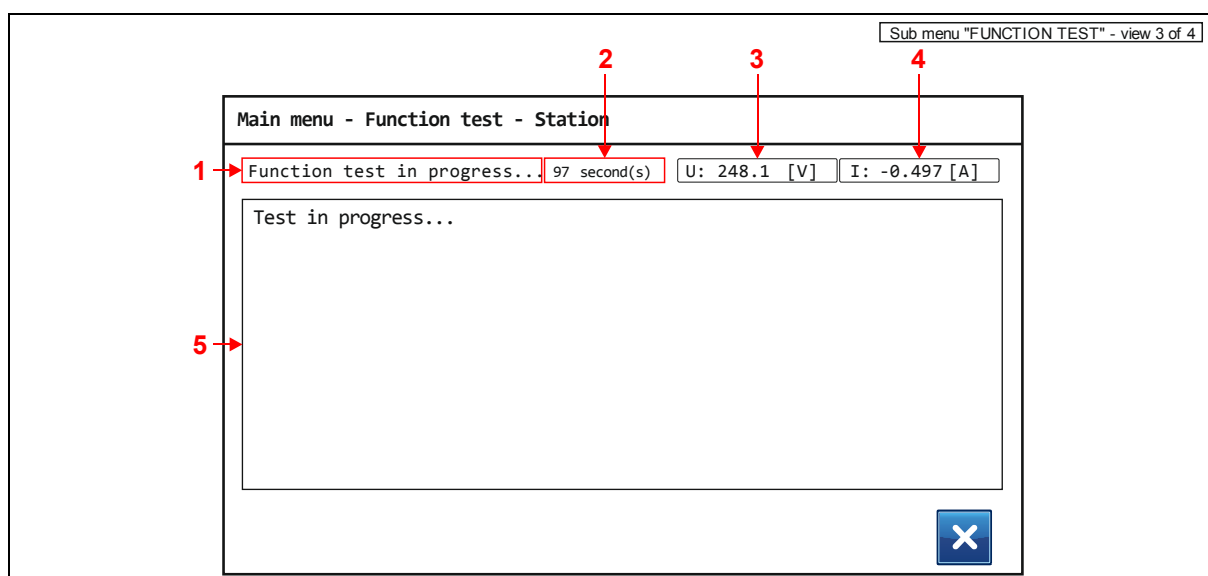 Sub menu "FUNCTION TEST" - view 3 of 4
2 3 4
Main menu - Function test - Station
1 Function test in progress... 97 second(s) U: 248.1 [V] I: -0.497 [A]
Test in progress...
5